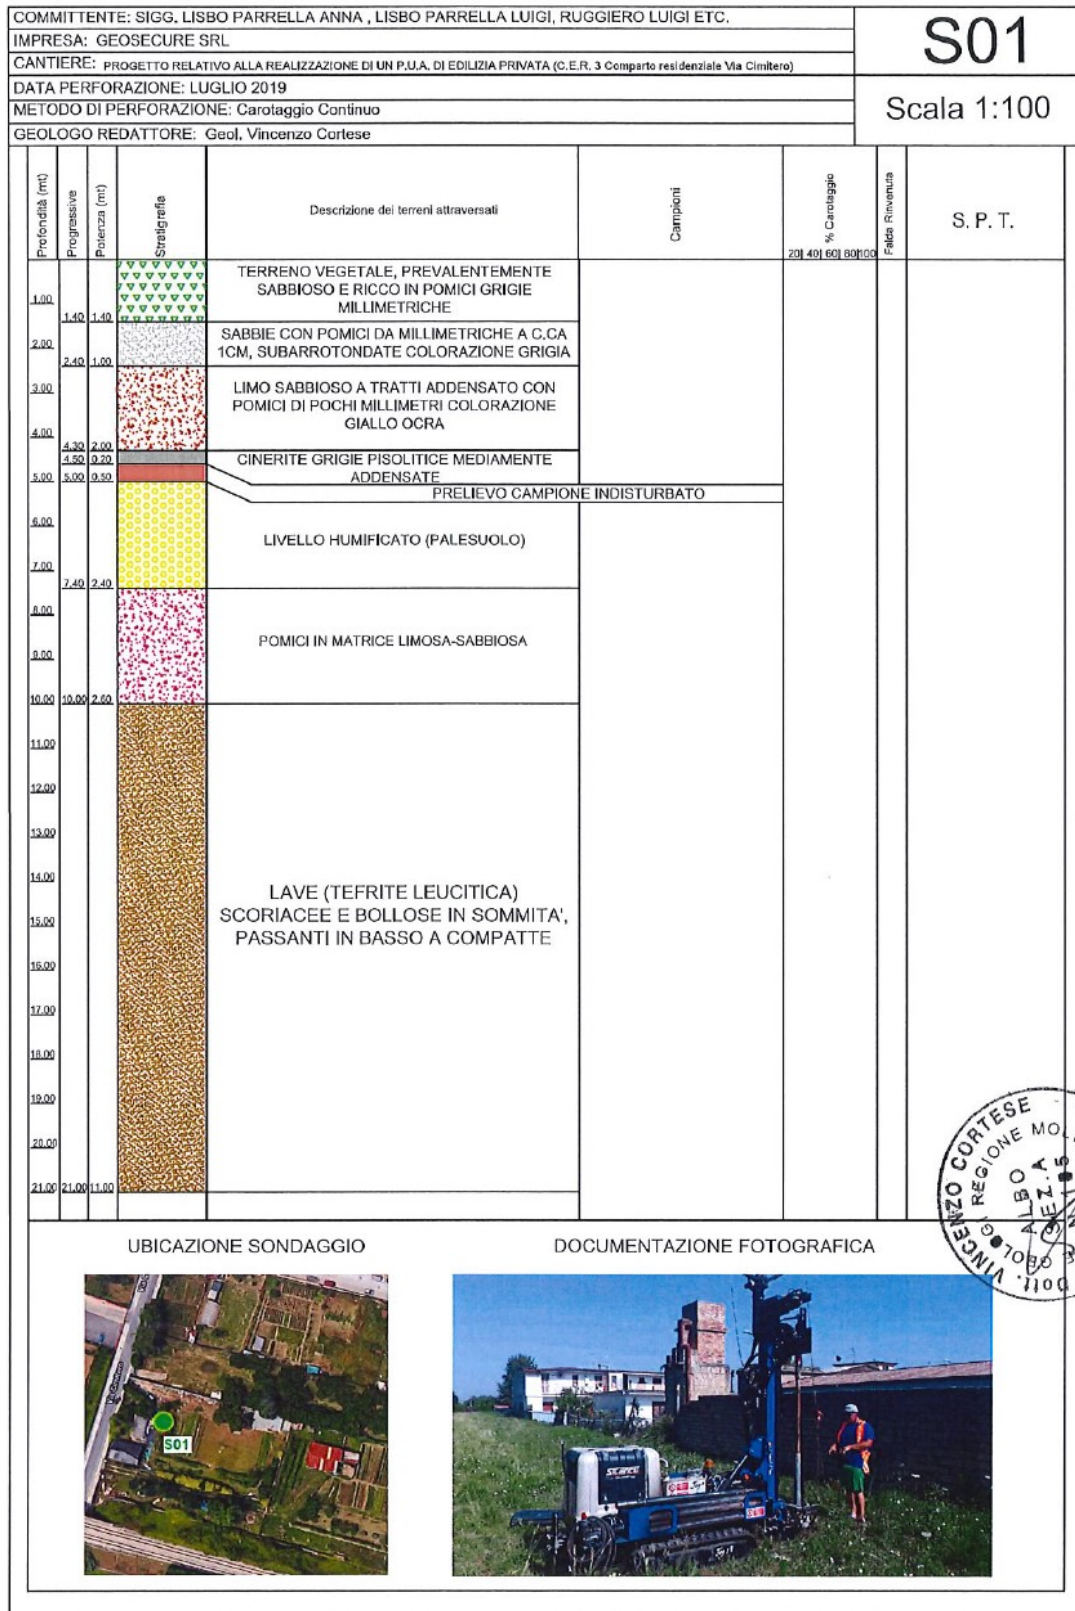 COMMITTENTE: SIGG. LISBO PARRELLA ANNA , LISBO PARRELLA LUIGI, RUGGIERO LUIGI ETC.
IMPRESA: GEOSECURE SRL
CANTIERE: PROGETTO RELATIVO ALLA REALIZZAZIONE DI UN P.U.A. DI EDILIZIA PRIVATA (C.E.R. 3 Comparto residenziale Via Cimitero)
DATA PERFORAZIONE: LUGLIO 2019
METODO DI PERFORAZIONE: Carotaggio Continuo
GEOLOGO REDATTORE: Geol. Vincenzo Cortese
S01
Scala 1:100
Profondità (mt)
Progressive
Potenza (mt)
Stratigrafia
Descrizione dei terreni attraversati
Campioni
% Carotaggio
20| 40| 60| 80|100
Falda Rinvenuta
S. P. T.
TERRENO VEGETALE, PREVALENTEMENTE
SABBIOSO E RICCO IN POMICI GRIGIE
MILLIMETRICHE
1.00
1.40 1.40
SABBIE CON POMICI DA MILLIMETRICHE A C.CA
1CM, SUBARROTONDATE COLORAZIONE GRIGIA
2.00
2.40 1.00
LIMO SABBIOSO A TRATTI ADDENSATO CON
POMICI DI POCHI MILLIMETRI COLORAZIONE
GIALLO OCRA
3.00
4.00
4.30 2.00
4.50 0.20
CINERITE GRIGIE PISOLITICE MEDIAMENTE
ADDENSATE
5.00 5.00 0.50
PRELIEVO CAMPIONE INDISTURBATO
6.00
LIVELLO HUMIFICATO (PALESUOLO)
7.00
7.40 2.40
8.00
POMICI IN MATRICE LIMOSA-SABBIOSA
9.00
10.00 10.00 2.60
11.00
12.00
13.00
14.00
LAVE (TEFRITE LEUCITICA)
SCORIACEE E BOLLOSE IN SOMMITA',
PASSANTI IN BASSO A COMPATTE
15.00
16.00
17.00
18.00
19.00
20.00
21.00 21.00 11.00
Dott. VINCENZO CORTESE
GEOLOGI REGIONE MOL
ALBO
SEZ. A
UBICAZIONE SONDAGGIO
DOCUMENTAZIONE FOTOGRAFICA
S01